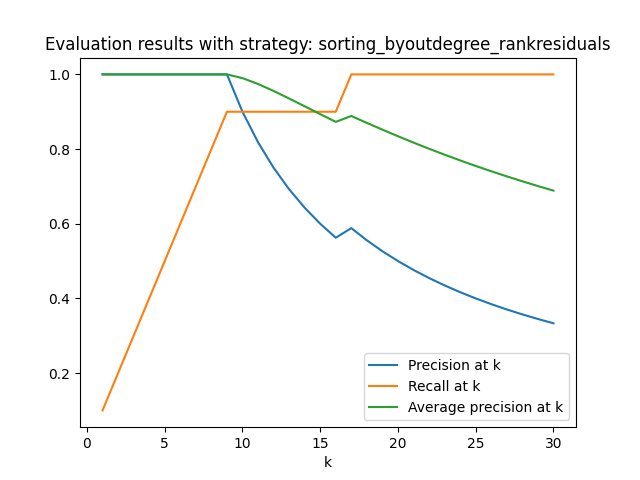 Evaluation results with strategy: sorting_byoutdegree_rankresiduals
1.0
0.8
0.6
0.4
0.2
0 5 10 15 20 25 30
k
Precision at k
Recall at k
Average precision at k